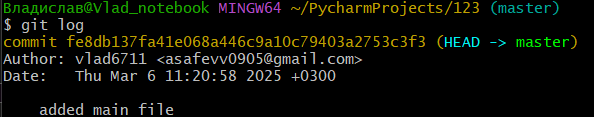 Владислав@Vlad_notebook MINGW64 ~/PycharmProjects/123 (master)
$ git log
commit fe8db137fa41e068a446c9a10c79403a2753c3f3 (HEAD -> master)
Author: vlad6711 <asafevv0905@gmail.com>
Date:   Thu Mar 6 11:20:58 2025 +0300
    added main file